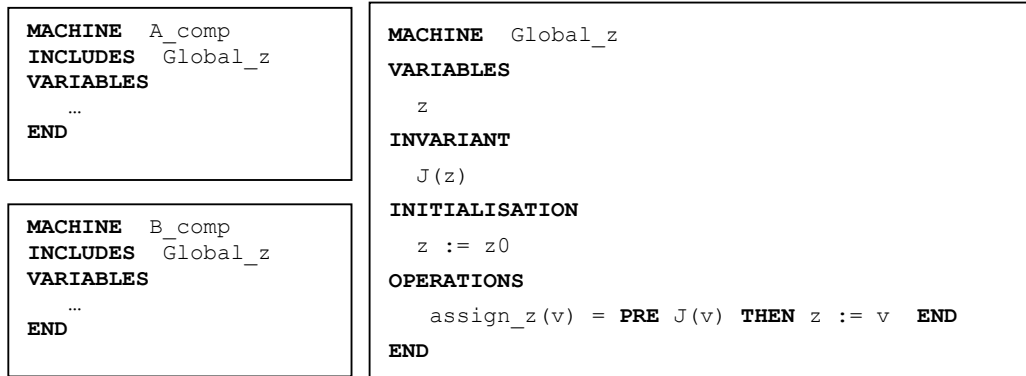 MACHINE A_comp
INCLUDES Global_z
VARIABLES
…
END
MACHINE B_comp
INCLUDES Global_z
VARIABLES
…
END
MACHINE Global_z
VARIABLES
z
INVARIANT
J(z)
INITIALISATION
z := z0
OPERATIONS
assign_z(v) = PRE J(v) THEN z := v END
END